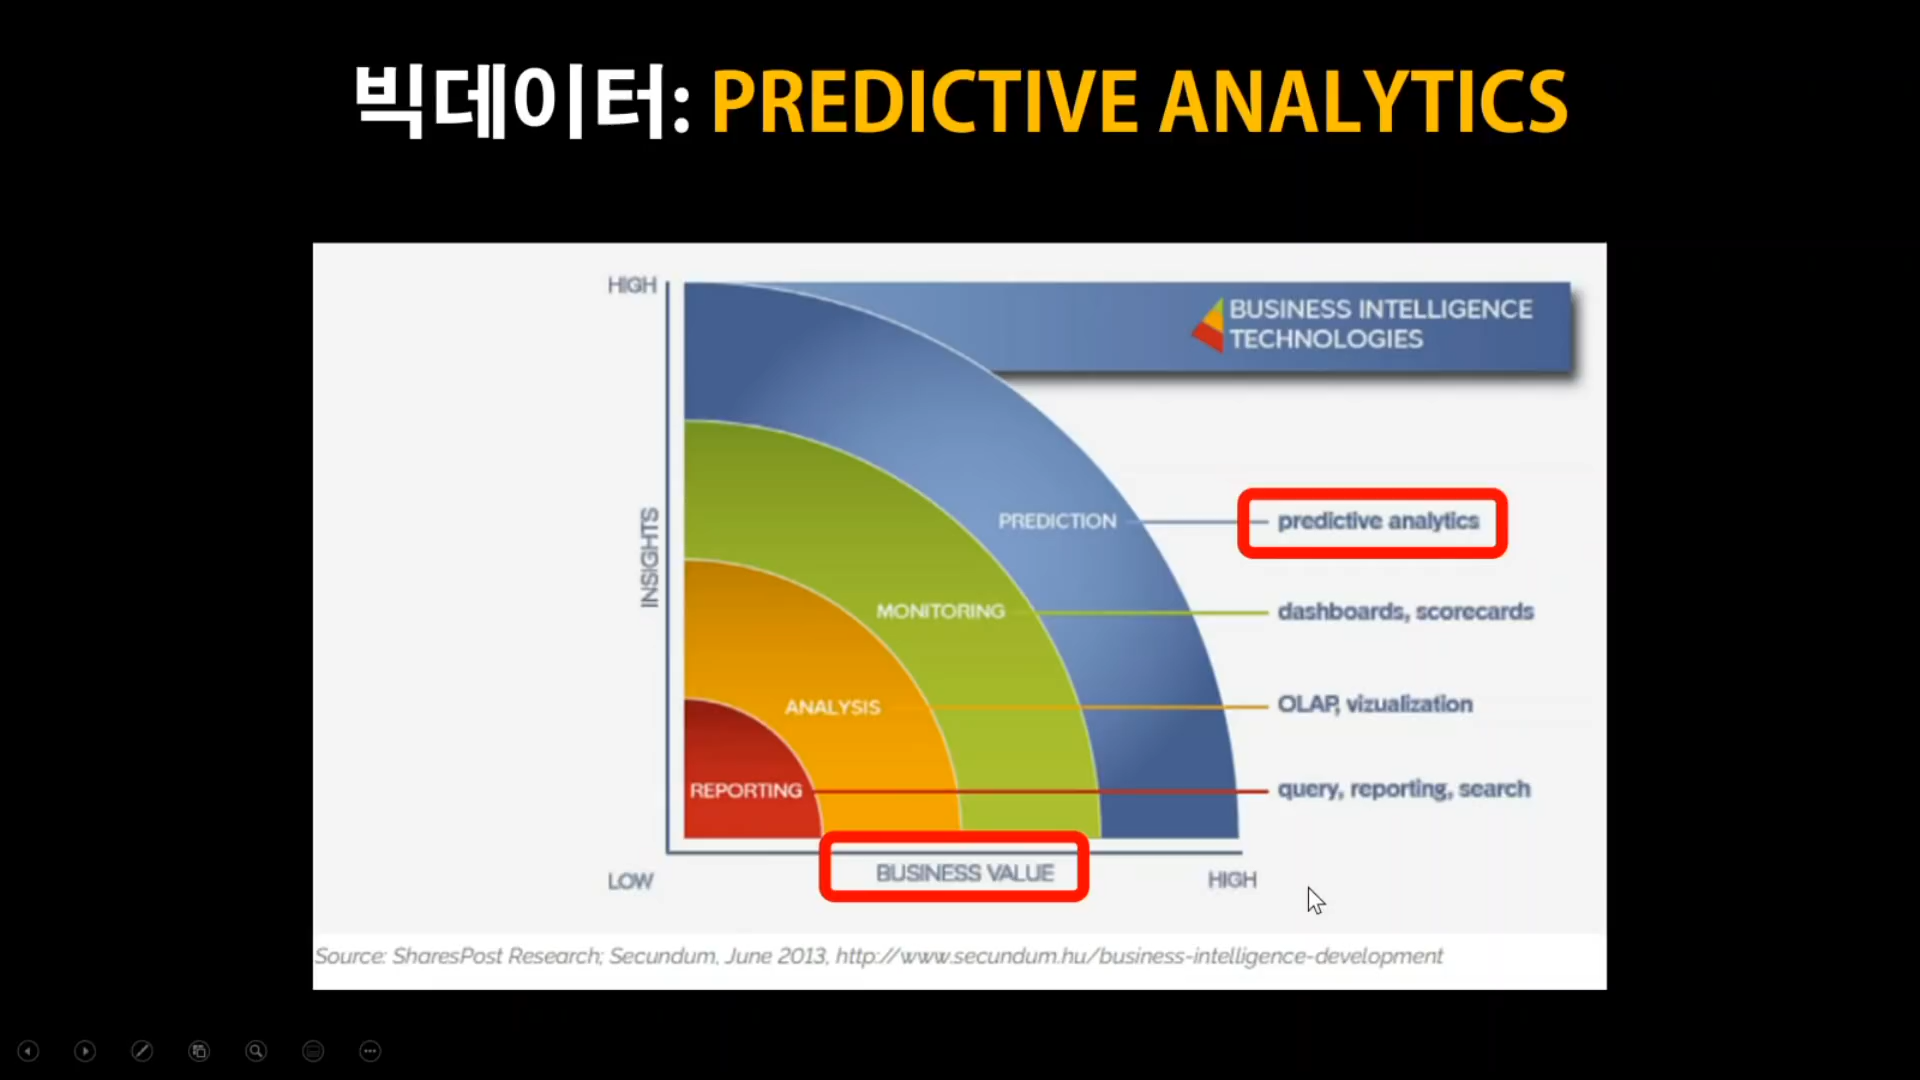 빅데이터: PREDICTIVE ANALYTICS
HIGH
BUSINESS INTELLIGENCE
TECHNOLOGIES
INSIGHTS
PREDICTION
predictive analytics
MONITORING
dashboards, scorecards
ANALYSIS
OLAP, vizualization
REPORTING
query, reporting, search
LOW
BUSINESS VALUE
HIGH
Source: SharesPost Research; Secundum, June 2013, http://www.secundum.hu/business-intelligence-development